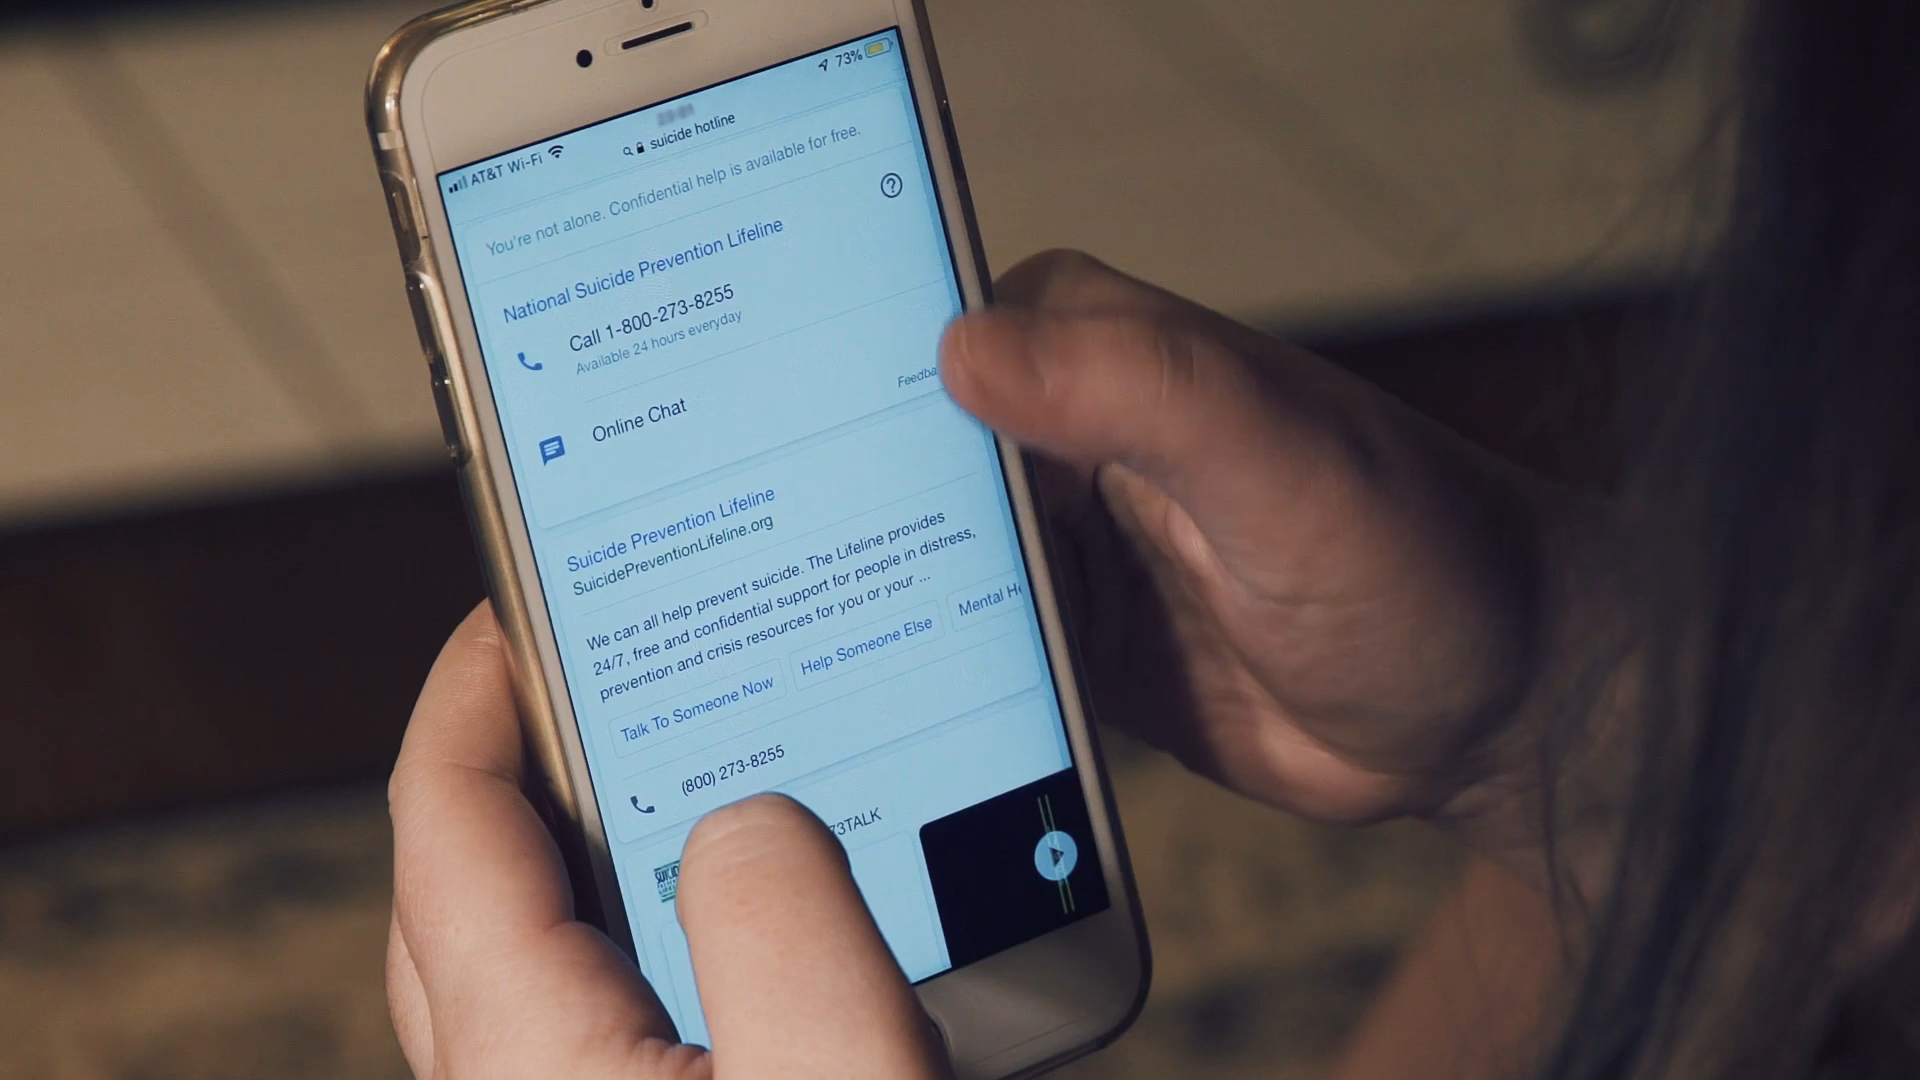 AT&T Wi-Fi
73%
suicide hotline
You're not alone. Confidential help is available for free.
National Suicide Prevention Lifeline
Call 1-800-273-8255
Available 24 hours everyday
Online Chat
Suicide Prevention Lifeline
SuicidePreventionLifeline.org
We can all help prevent suicide. The Lifeline provides
24/7, free and confidential support for people in distress,
prevention and crisis resources for you or your ...
Talk To Someone Now
Help Someone Else
Mental
(800) 273-8255
73TALK